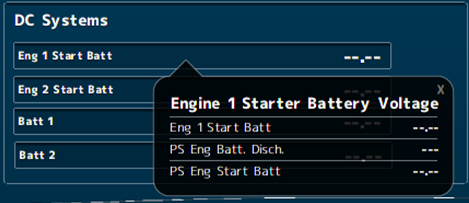 DC Systems
Eng 1 Start Batt --.--
Eng 2 Start Batt --.--
Batt 1 --.--
Batt 2 --.--
X
Engine 1 Starter Battery Voltage
Eng 1 Start Batt --.--
PS Eng Batt. Disch. ---
PS Eng Start Batt --.--